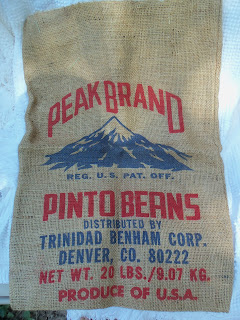 PEAK BRAND
REG. U.S. PAT. OFF.
PINTO BEANS
DISTRIBUTED BY
TRINIDAD BENHAM CORP.
DENVER, CO. 80222
NET WT. 20 LBS./9.07 KG.
PRODUCE OF U.S.A.